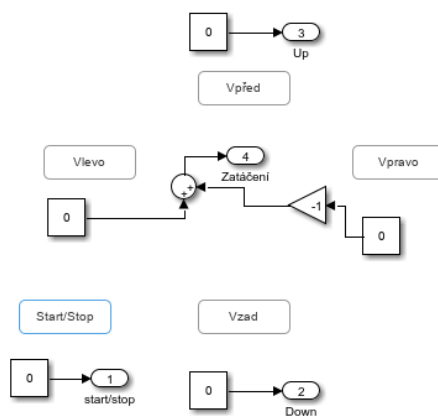 0
3
Up
Vpřed
Vlevo
4
Zatáčení
Vpravo
0
+
+
-1
0
Start/Stop
Vzad
0
1
start/stop
0
2
Down